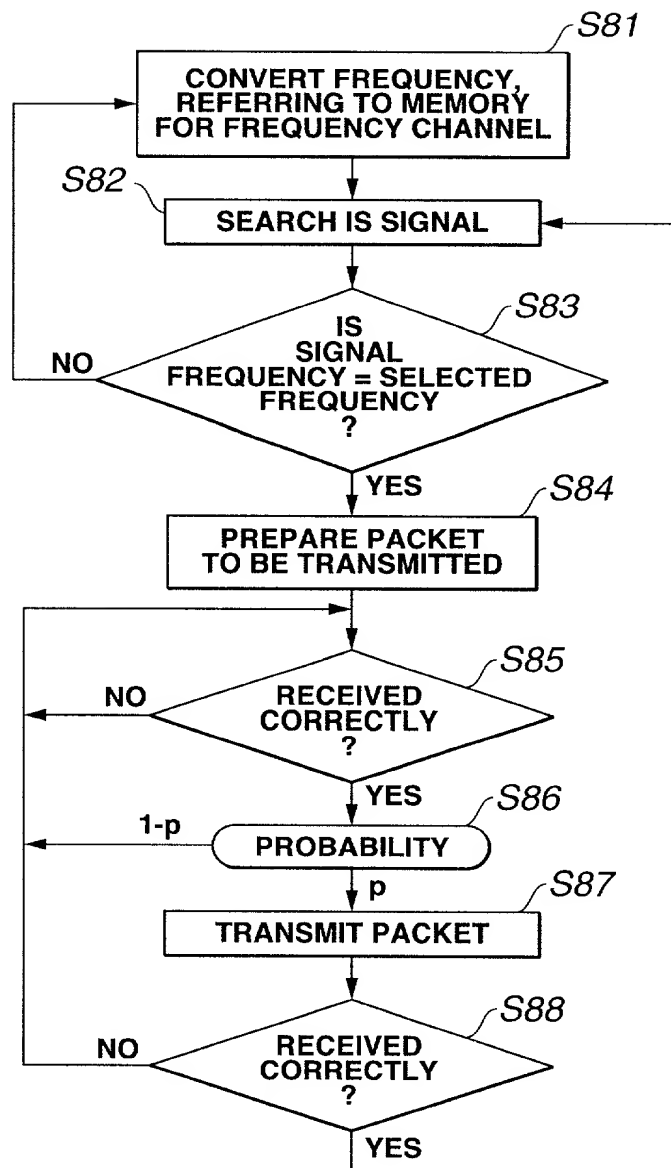 S81
CONVERT FREQUENCY,
REFERRING TO MEMORY
FOR FREQUENCY CHANNEL
S82
SEARCH IS SIGNAL
S83
IS
SIGNAL
FREQUENCY = SELECTED
FREQUENCY
?
NO
YES
S84
PREPARE PACKET
TO BE TRANSMITTED
S85
RECEIVED
CORRECTLY
?
NO
YES
S86
1-p
PROBABILITY
p
S87
TRANSMIT PACKET
S88
RECEIVED
CORRECTLY
?
NO
YES